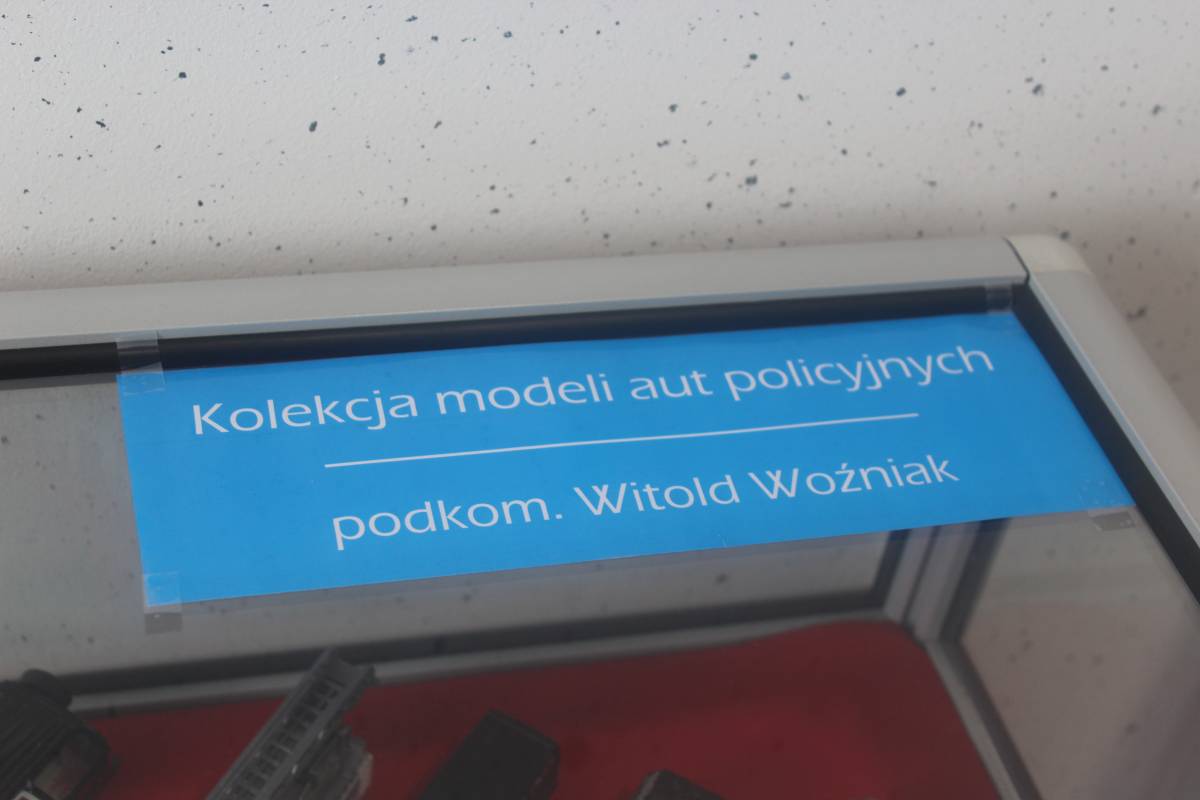 Kolekcja modeli aut policyjnych
podkom. Witold Woźniak